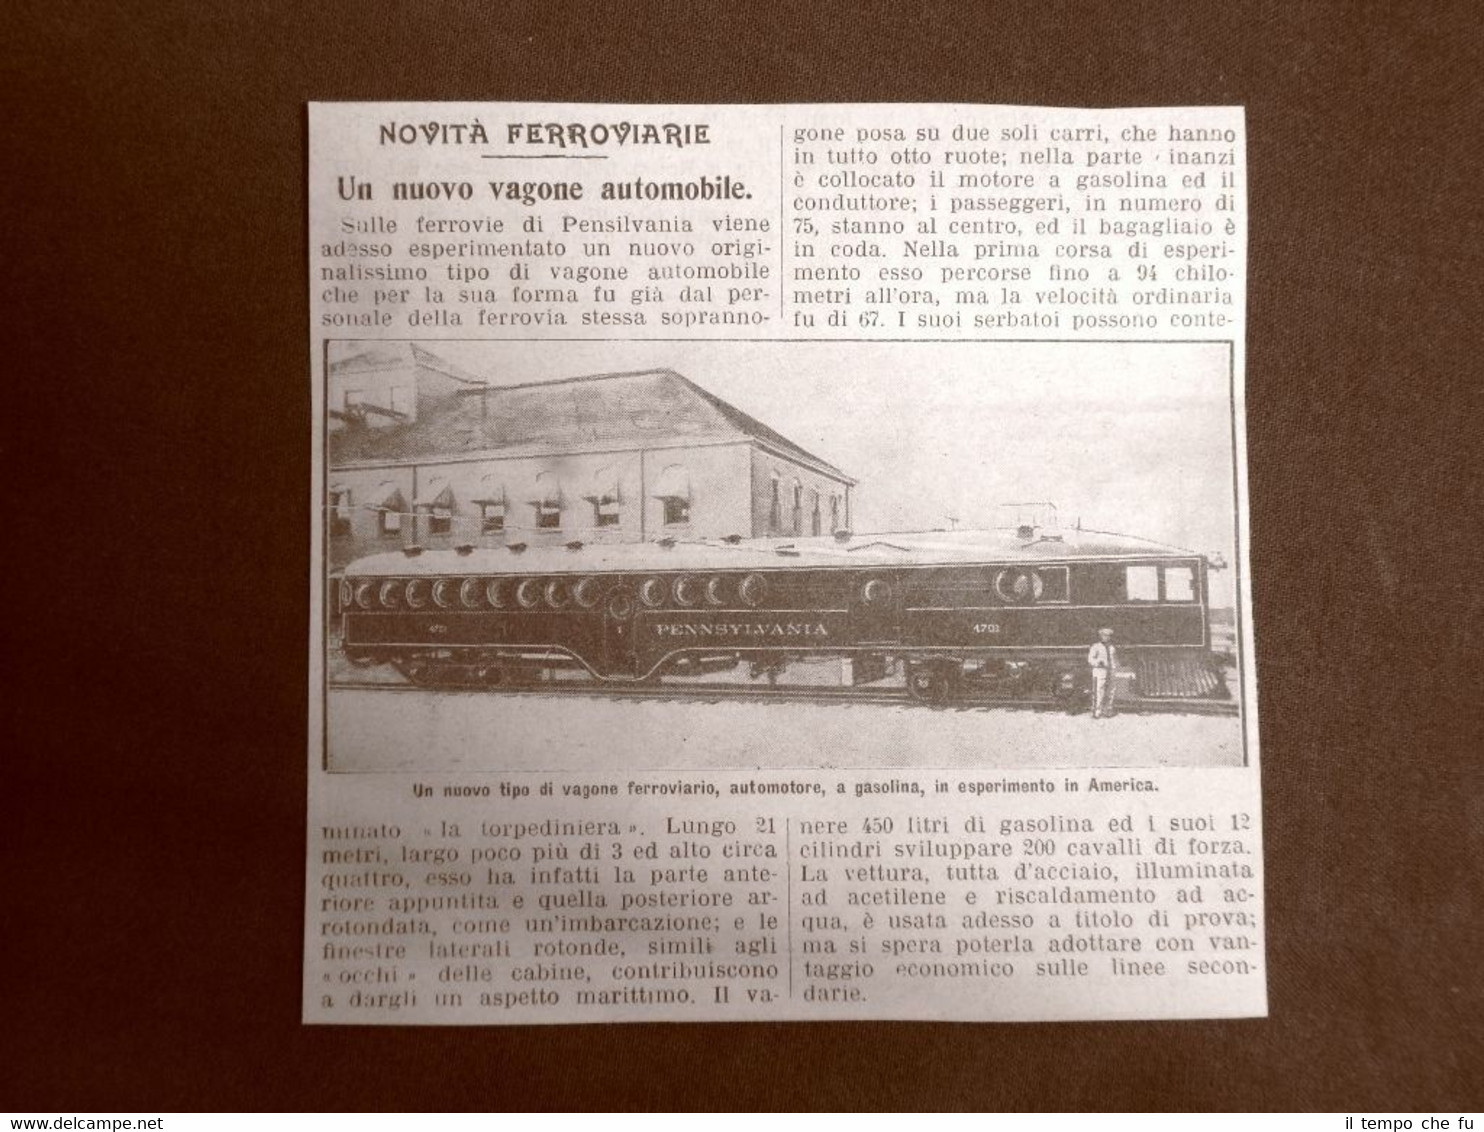 NOVITÀ FERROVIARIE
Un nuovo vagone automobile.
Sulle ferrovie di Pensilvania viene
adesso esperimentato un nuovo origi-
nalissimo tipo di vagone automobile
che per la sua forma fu già dal per-
sonale della ferrovia stessa sopranno-
minato «la torpediniera». Lungo 21
metri, largo poco più di 3 ed alto circa
quattro, esso ha infatti la parte ante-
riore appuntita e quella posteriore ar-
rotondata, come un'imbarcazione; e le
finestre laterali rotonde, simili agli
«occhi» delle cabine, contribuiscono
a dargli un aspetto marittimo. Il va-
gone posa su due soli carri, che hanno
in tutto otto ruote; nella parte inanzi
è collocato il motore a gasolina ed il
conduttore; i passeggeri, in numero di
75, stanno al centro, ed il bagagliaio è
in coda. Nella prima corsa di esperi-
mento esso percorse fino a 94 chilo-
metri all'ora, ma la velocità ordinaria
fu di 67. I suoi serbatoi possono conte-
nere 450 litri di gasolina ed i suoi 12
cilindri sviluppare 200 cavalli di forza.
La vettura, tutta d'acciaio, illuminata
ad acetilene e riscaldamento ad ac-
qua, è usata adesso a titolo di prova;
ma si spera poterla adottare con van-
taggio economico sulle linee secon-
darie.
PENNSYLVANIA
4701
Un nuovo tipo di vagone ferroviario, automotore, a gasolina, in esperimento in America.
www.delcampe.net
il tempo che fu